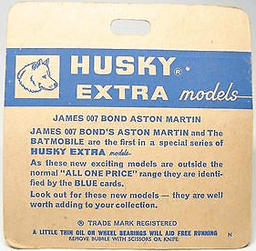 HUSKY®
EXTRA models
JAMES 007 BOND ASTON MARTIN
JAMES 007 BOND'S ASTON MARTIN and The
BATMOBILE are the first in a special series of
HUSKY EXTRA models.
As these new exciting models are outside the
normal "ALL ONE PRICE" range they are identi-
fied by the BLUE cards.
Look out for these new models — they are well
worth adding to your collection.
® TRADE MARK REGISTERED
A LITTLE THIN OIL ON WHEEL BEARINGS WILL AID FREE RUNNING
REMOVE BUBBLE WITH SCISSORS OR KNIFE. N